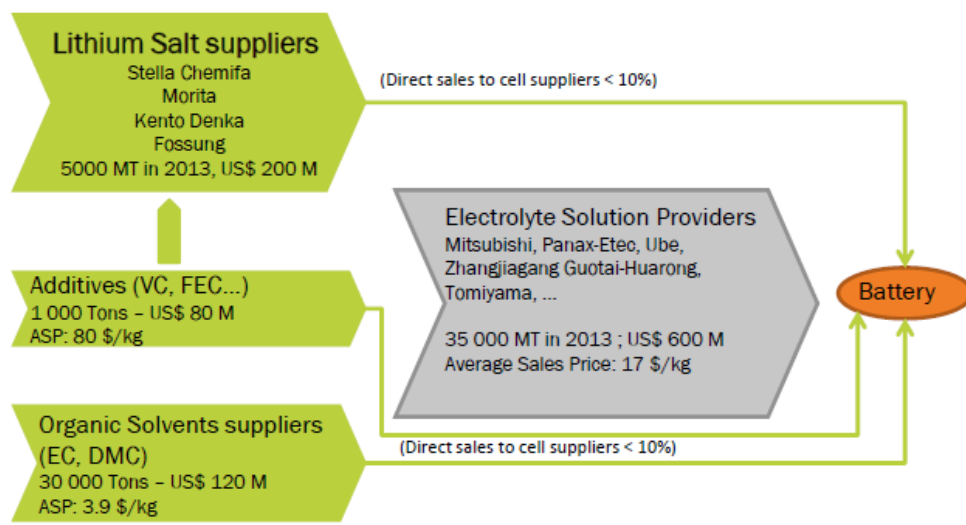 Lithium Salt suppliers
Stella Chemifa
Morita
Kento Denka
Fossung
5000 MT in 2013, US$ 200 M
(Direct sales to cell suppliers < 10%)
Electrolyte Solution Providers
Mitsubishi, Panax-Etec, Ube,
Zhangjiagang Guotai-Huarong,
Tomiyama, ...
35 000 MT in 2013 ; US$ 600 M
Average Sales Price: 17 $/kg
Battery
Additives (VC, FEC...)
1 000 Tons – US$ 80 M
ASP: 80 $/kg
Organic Solvents suppliers
(EC, DMC)
30 000 Tons – US$ 120 M
ASP: 3.9 $/kg
(Direct sales to cell suppliers < 10%)